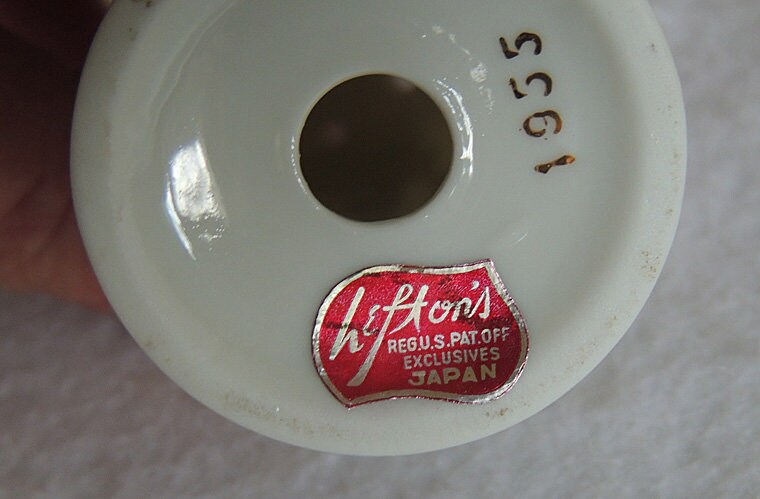 1955
Lefton's
REG.U.S.PAT.OFF
EXCLUSIVES
JAPAN